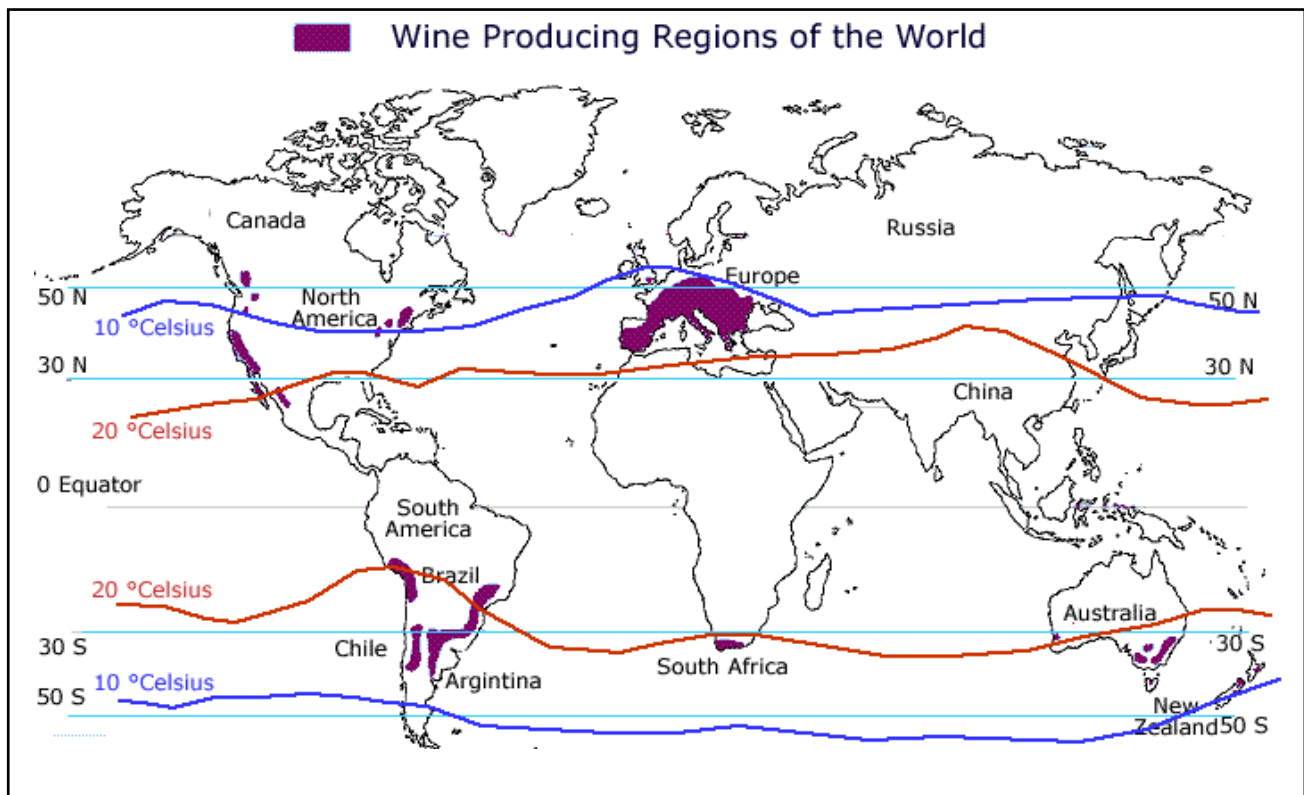 Wine Producing Regions of the World
Canada
Russia
Europe
50 N
North
America
50 N
10 °Celsius
30 N
30 N
China
20 °Celsius
0 Equator
South
America
20 °Celsius
Brazil
Australia
30 S
Chile
South Africa
30 S
10 °Celsius
Argintina
50 S
New
Zealand
50 S